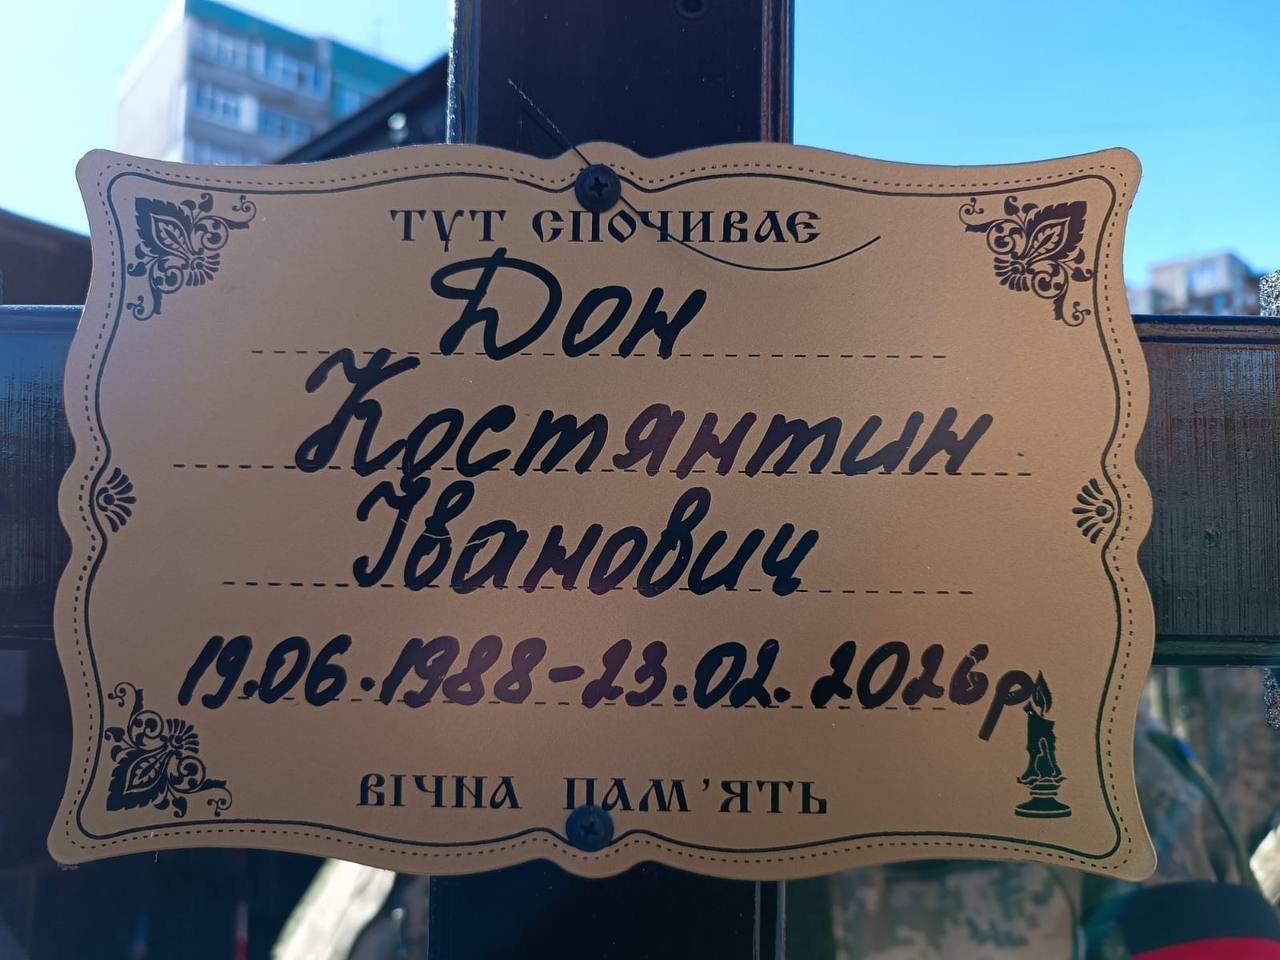 ТУТ СПОЧИВАЄ
Дон
Костянтин
Іванович
19.06.1988-23.02.2026р
ВІЧНА ПАМ'ЯТЬ